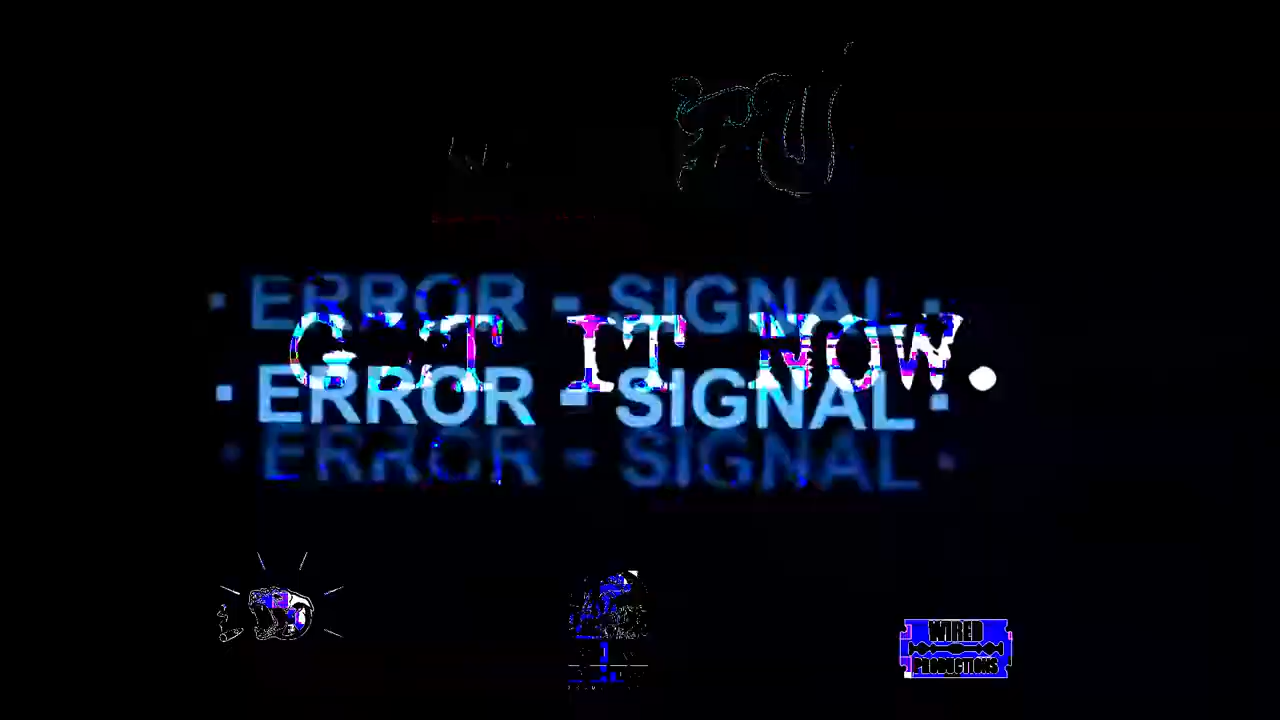 · ERROR - SIGNAL ·
GET IT NOW.
· ERROR - SIGNAL ·
· ERROR - SIGNAL ·
WIRED
PRODUCTIONS